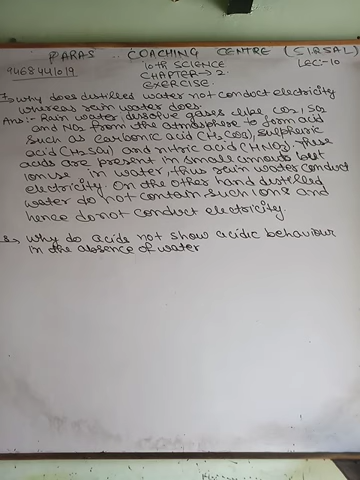 PARAS COACHING CENTRE (SIRSAL)
9468441019
10th SCIENCE
LEC:-10
CHAPTER→2.
EXERCISE.
7→ why does distilled water not conduct electricity
whereas rain water does.
Ans:- Rain water dissolve gases like CO2, SO2
and NO2 from the atmosphere to form acid
such as carbonic acid (H2CO3), sulphuric
acid (H2SO4) and nitric acid (HNO3). These
acids are present in small amounts but
ionise in water, thus rain water conduct
electricity. On the other hand distilled
water do not contain such ions and
hence do not conduct electricity
8→ why do acids not show acidic behaviour
in the absence of water